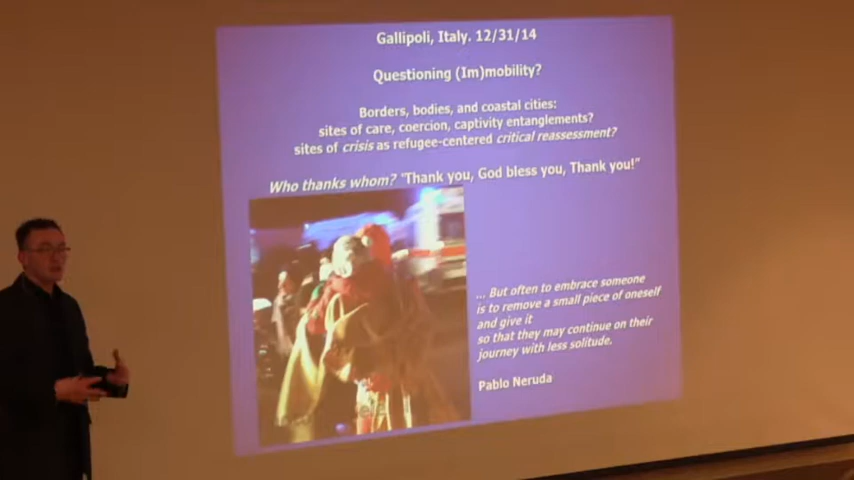 Gallipoli, Italy. 12/31/14
Questioning (Im)mobility?
Borders, bodies, and coastal cities:
sites of care, coercion, captivity entanglements?
sites of crisis as refugee-centered critical reassessment?
Who thanks whom? "Thank you, God bless you, Thank you!"
... But often to embrace someone
is to remove a small piece of oneself
and give it
so that they may continue on their
journey with less solitude.
Pablo Neruda